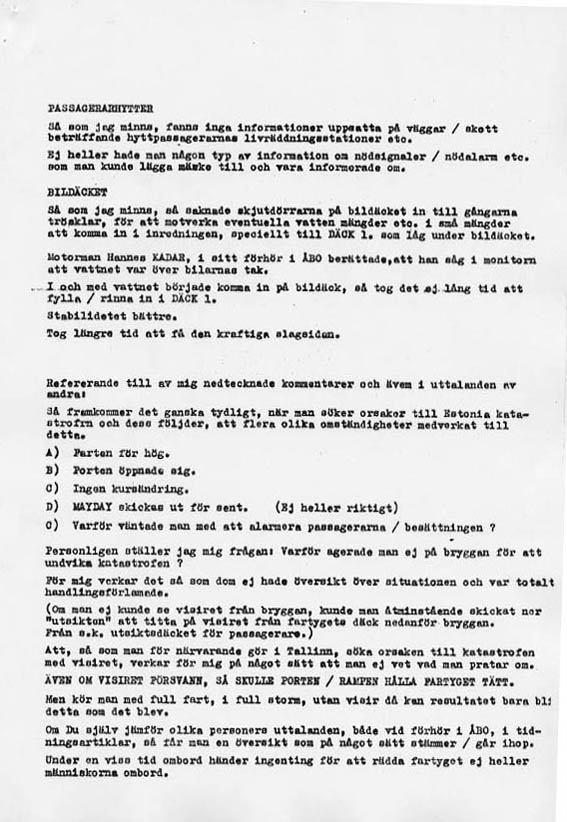 PASSAGERARHYTTER
SÅ som jag minns, fanns inga informationer uppsatta på väggar / skott
beträffande hyttpassagerarnas livräddningsstationer etc.
Ej heller hade man någon typ av information om nödsignaler / nödalarm etc.
som man kunde lägga märke till och vara informerade om.
BILDÄCKET
Så som jag minns, så saknade skjutdörrarna på bildäcket in till gångarna
trösklar, för att motverka eventuella vatten mängder etc. i små mängder
att komma in i inredningen, speciellt till DÄCK 1. som låg under bildäcket.
Motorman Hannes KADAR, i sitt förhör i ÅBO berättade,att han såg i monitorn
att vattnet var över bilarnas tak.
I och med vattnet började komma in på bildäck, så tog det ej lång tid att
fylla / rinna in i DÄCK 1.
Stabilidetet bättre.
Tog längre tid att få den kraftiga slagsidan.
Refererande till av mig nedtecknade kommentarer och även i uttalanden av
andra:
Så framkommer det ganska tydligt, när man söker orsaker till Estonia kata-
strofrn och dess följder, att flera olika omständigheter medverkat till
detta.
A) Farten för hög.
B) Porten öppnade sig.
C) Ingen kursändring.
D) MAYDAY skickas ut för sent. (Ej heller riktigt)
C) Varför väntade man med att alarmera passagerarna / besättningen ?
Personligen ställer jag mig frågan: Varför agerade man ej på bryggan för att
undvika katastrofen ?
För mig verkar det så som dom ej hade översikt över situationen och var totalt
handlingsförlamade.
(Om man ej kunde se visiret från bryggan, kunde man åtminstående skickat ner
"utsikten" att titta på visiret från fartygets däck nedanför bryggan.
Från s.k. utsiktsdäcket för passagerare.)
Att, så som man för närvarande gör i Tallinn, söka orsaken till katastrofen
med visiret, verkar för mig på något sätt att man ej vet vad man pratar om.
ÄVEN OM VISIRET FÖRSVANN, SÅ SKULLE PORTEN / RAMPEN HÅLLA FARTYGET TÄTT.
Men kör man med full fart, i full storm, utan visir då kan resultatet bara bli
detta som det blev.
Om Du själv jämför olika personers uttalanden, både vid förhör i ÅBO, i tid-
ningsartiklar, så får man en översikt som på något sätt stämmer / går ihop.
Under en viss tid ombord händer ingenting för att rädda fartyget ej heller
människorna ombord.